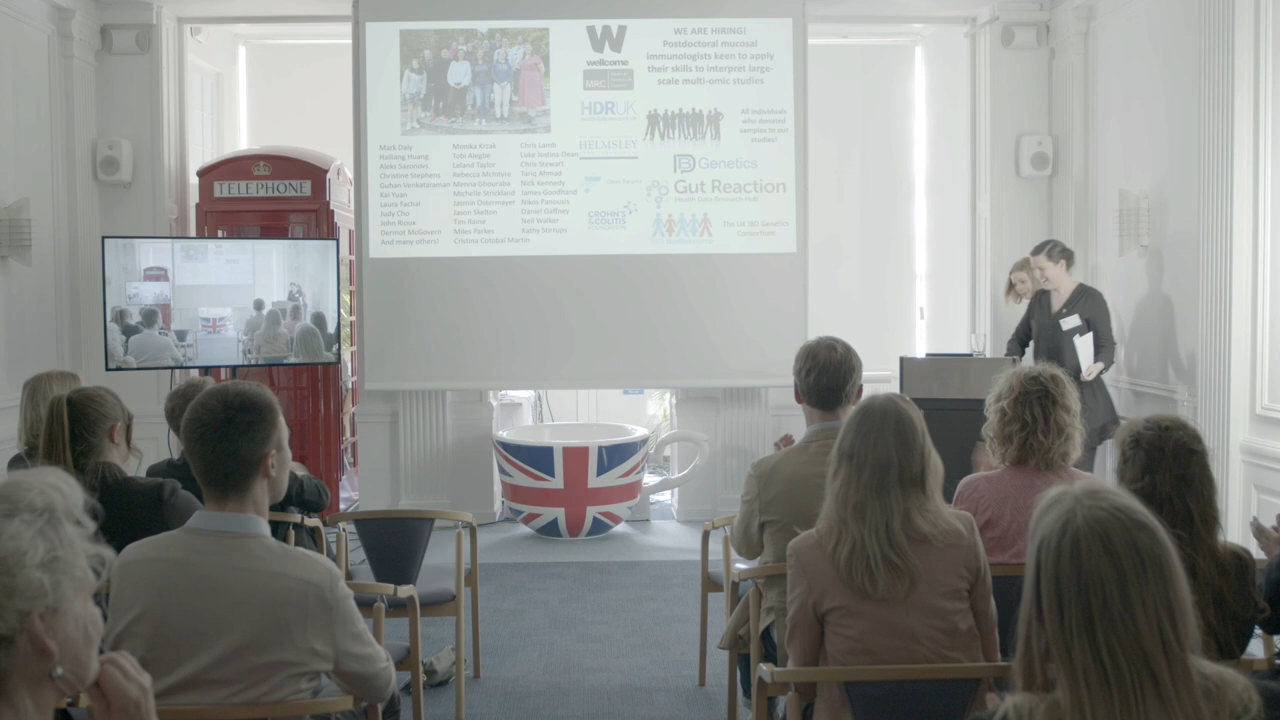 TELEPHONE
W
wellcome
MRC
HDRUK
HELMSLEY
CROHN'S
& COLITIS
FOUNDATION
WE ARE HIRING!
Postdoctoral mucosal
immunologists keen to apply
their skills to interpret large-
scale multi-omic studies
All individuals
who donated
samples to our
studies!
Genetics
Gut Reaction
Health Data Research Hub
The UK IBD Genetics
Consortium
Mark Daly
Hailiang Huang
Aleks Sazonovs
Christine Stephens
Guhan Venkataraman
Kai Yuan
Laura Fachal
Judy Cho
John Rioux
Dermot McGovern
And many others!
Monika Krzak
Tobi Alegbe
Leland Taylor
Rebecca McIntyre
Menna Ghouraba
Michelle Strickland
Jasmin Ostermayer
Jason Skelton
Tim Raine
Miles Parkes
Cristina Cotobal Martin
Chris Lamb
Luke Jostins-Dean
Chris Stewart
Tariq Ahmad
Nick Kennedy
James Goodhand
Nikos Panousis
Daniel Gaffney
Neil Walker
Kathy Stirrups